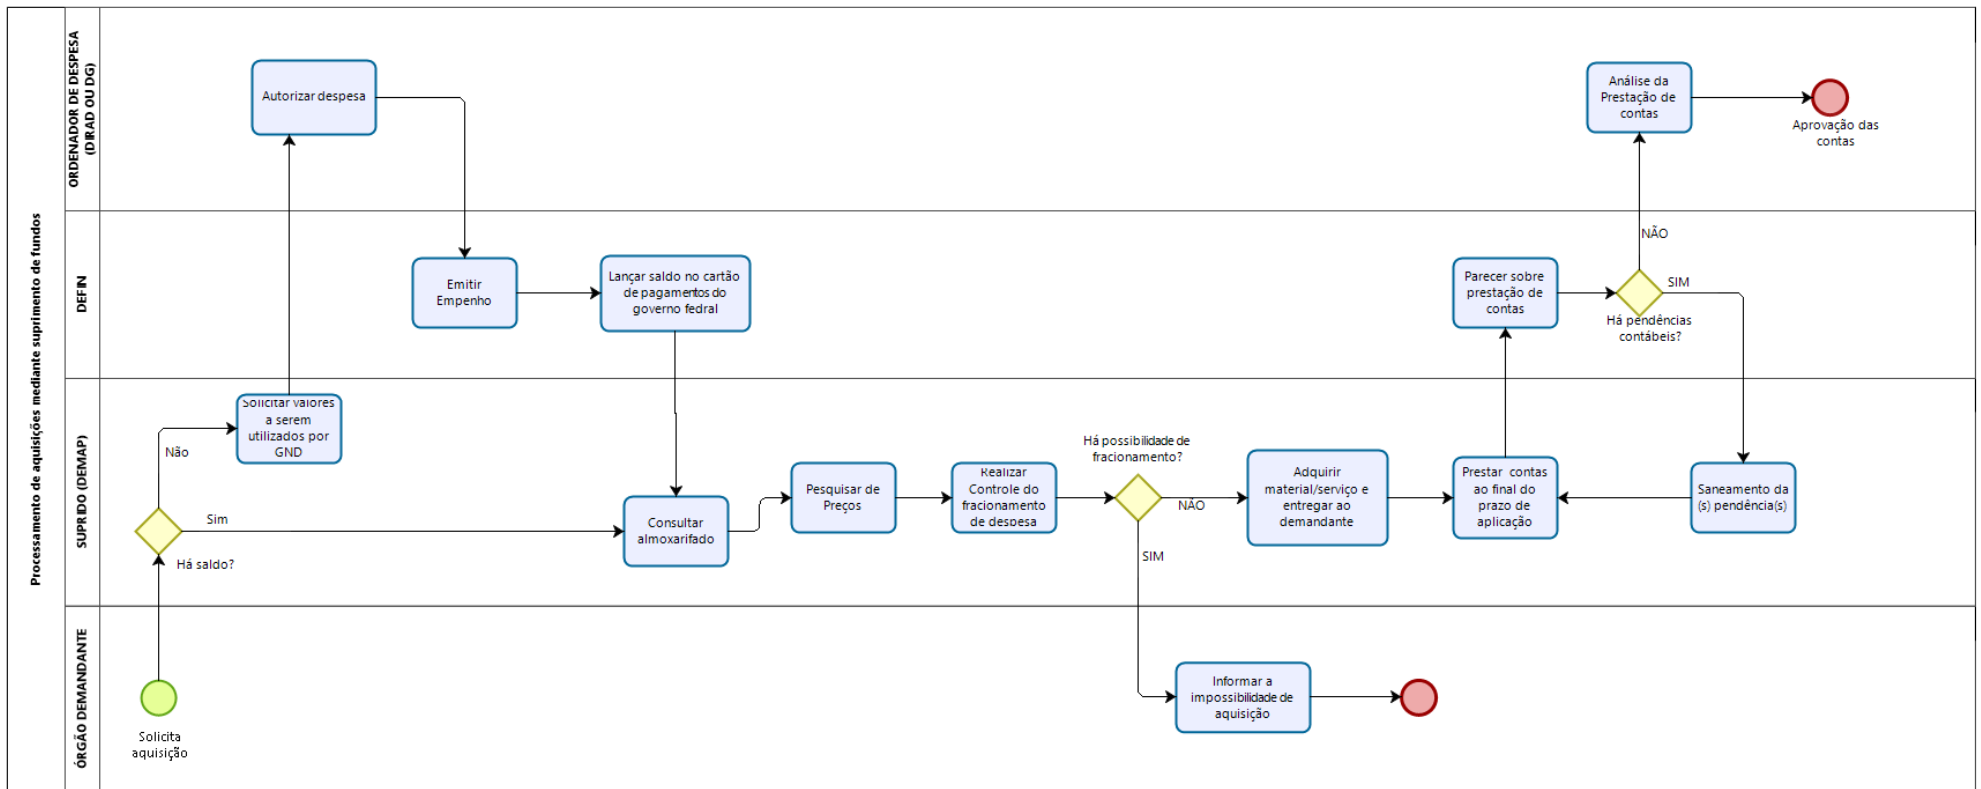 Processamento de aquisições mediante suprimento de fundos
ORDENADOR DE DESPESA
(DIRAD OU DG)
Autorizar despesa
Análise da
Prestação de
contas
Aprovação das
contas
DEFIN
Emitir
Empenho
Lançar saldo no cartão
de pagamentos do
governo fedral
Parecer sobre
prestação de
contas
NÃO
SIM
Há pendências
contábeis?
SUPRIDO (DEMAP)
Solicitar valores
a serem
utilizados por
GND
Não
Sim
Há saldo?
Consultar
almoxarifado
Pesquisar de
Preços
Realizar
Controle do
fracionamento
de despesa
Há possibilidade de
fracionamento?
NÃO
SIM
Adquirir
material/serviço e
entregar ao
demandante
Prestar contas
ao final do
prazo de
aplicação
Saneamento da
(s) pendência(s)
ÓRGÃO DEMANDANTE
Solicita
aquisição
Informar a
impossibilidade de
aquisição